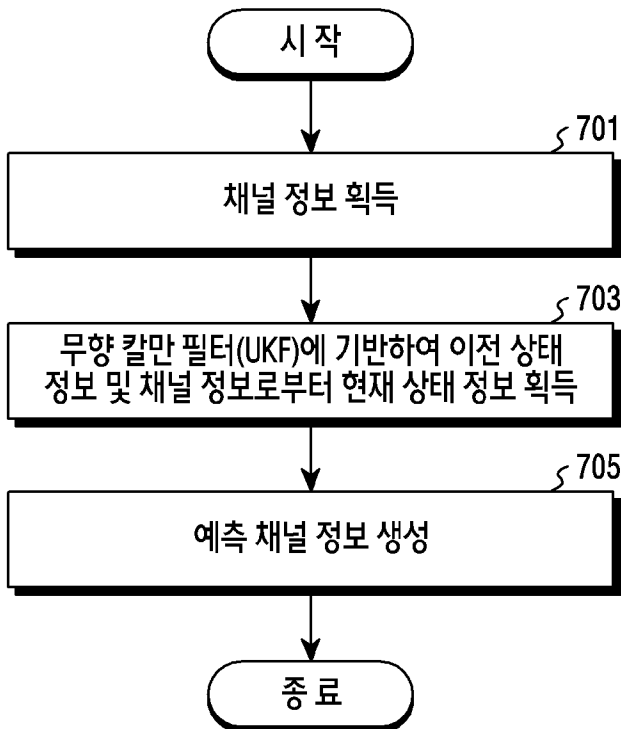 시 작
701
채널 정보 획득
703
무향 칼만 필터(UKF)에 기반하여 이전 상태
정보 및 채널 정보로부터 현재 상태 정보 획득
705
예측 채널 정보 생성
종 료